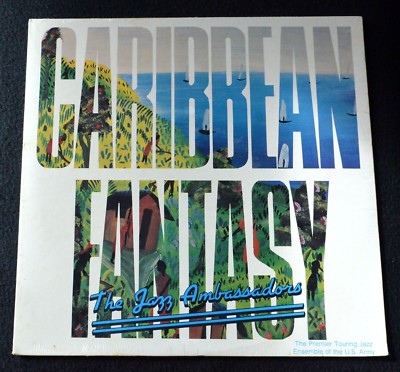 CARIBBEAN
FANTASY
The Jazz Ambassadors
The Premier Touring Jazz
Ensemble of the U.S. Army